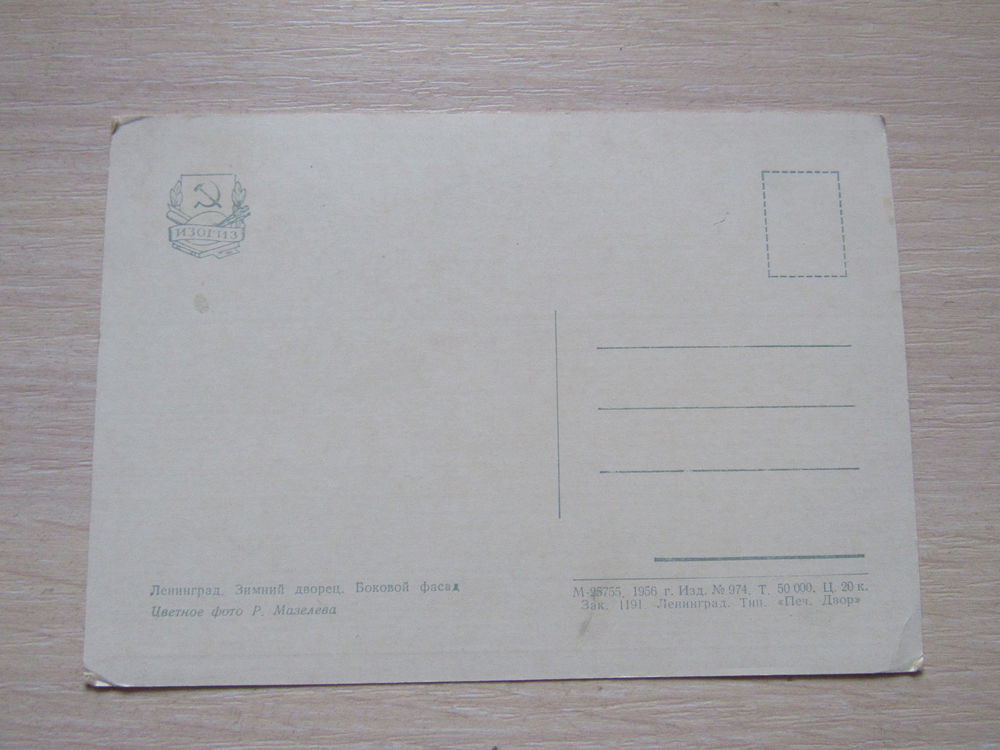 ИЗОГИЗ
Ленинград. Зимний дворец. Боковой фасад
Цветное фото Р. Мазелева
М-25755, 1956 г. Изд. № 974, Т. 50 000, Ц. 20 к.
Зак. 1191 Ленинград. Тип. «Печ. Двор»